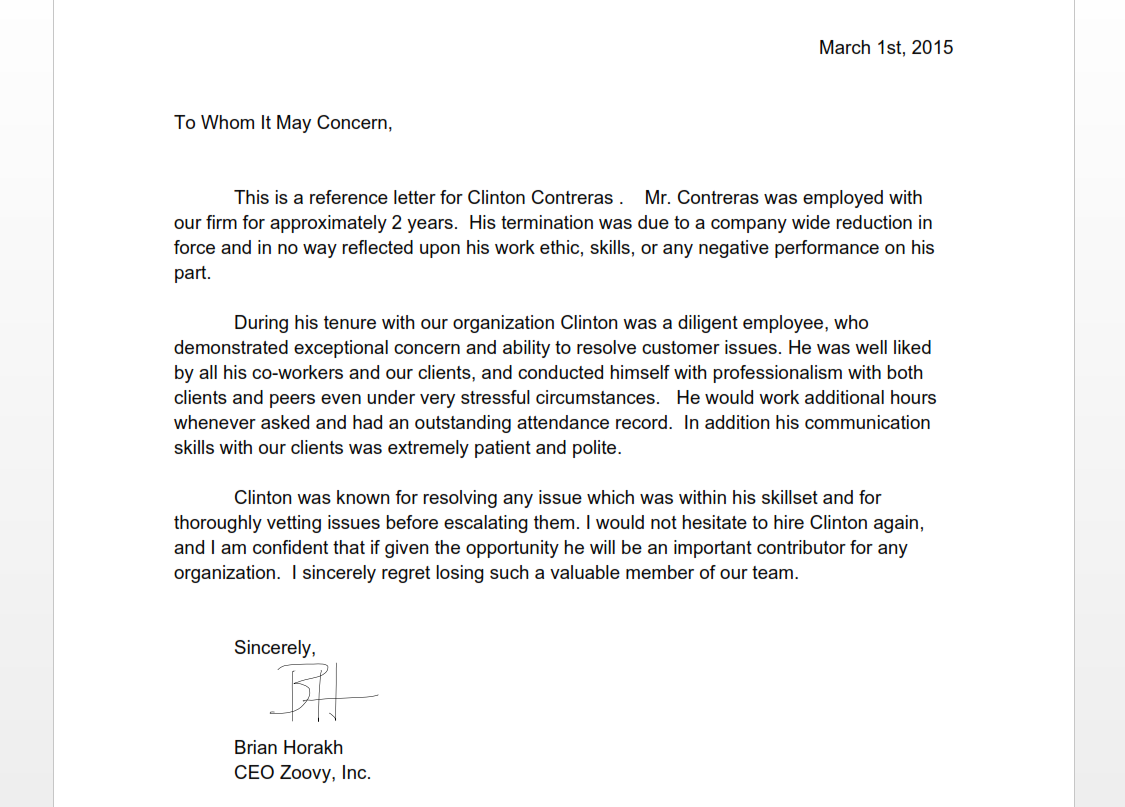 March 1st, 2015
To Whom It May Concern,
This is a reference letter for Clinton Contreras .    Mr. Contreras was employed with
our firm for approximately 2 years.  His termination was due to a company wide reduction in
force and in no way reflected upon his work ethic, skills, or any negative performance on his
part.
During his tenure with our organization Clinton was a diligent employee, who
demonstrated exceptional concern and ability to resolve customer issues. He was well liked
by all his co-workers and our clients, and conducted himself with professionalism with both
clients and peers even under very stressful circumstances.   He would work additional hours
whenever asked and had an outstanding attendance record.  In addition his communication
skills with our clients was extremely patient and polite.
Clinton was known for resolving any issue which was within his skillset and for
thoroughly vetting issues before escalating them. I would not hesitate to hire Clinton again,
and I am confident that if given the opportunity he will be an important contributor for any
organization.  I sincerely regret losing such a valuable member of our team.
Sincerely,
BH
Brian Horakh
CEO Zoovy, Inc.